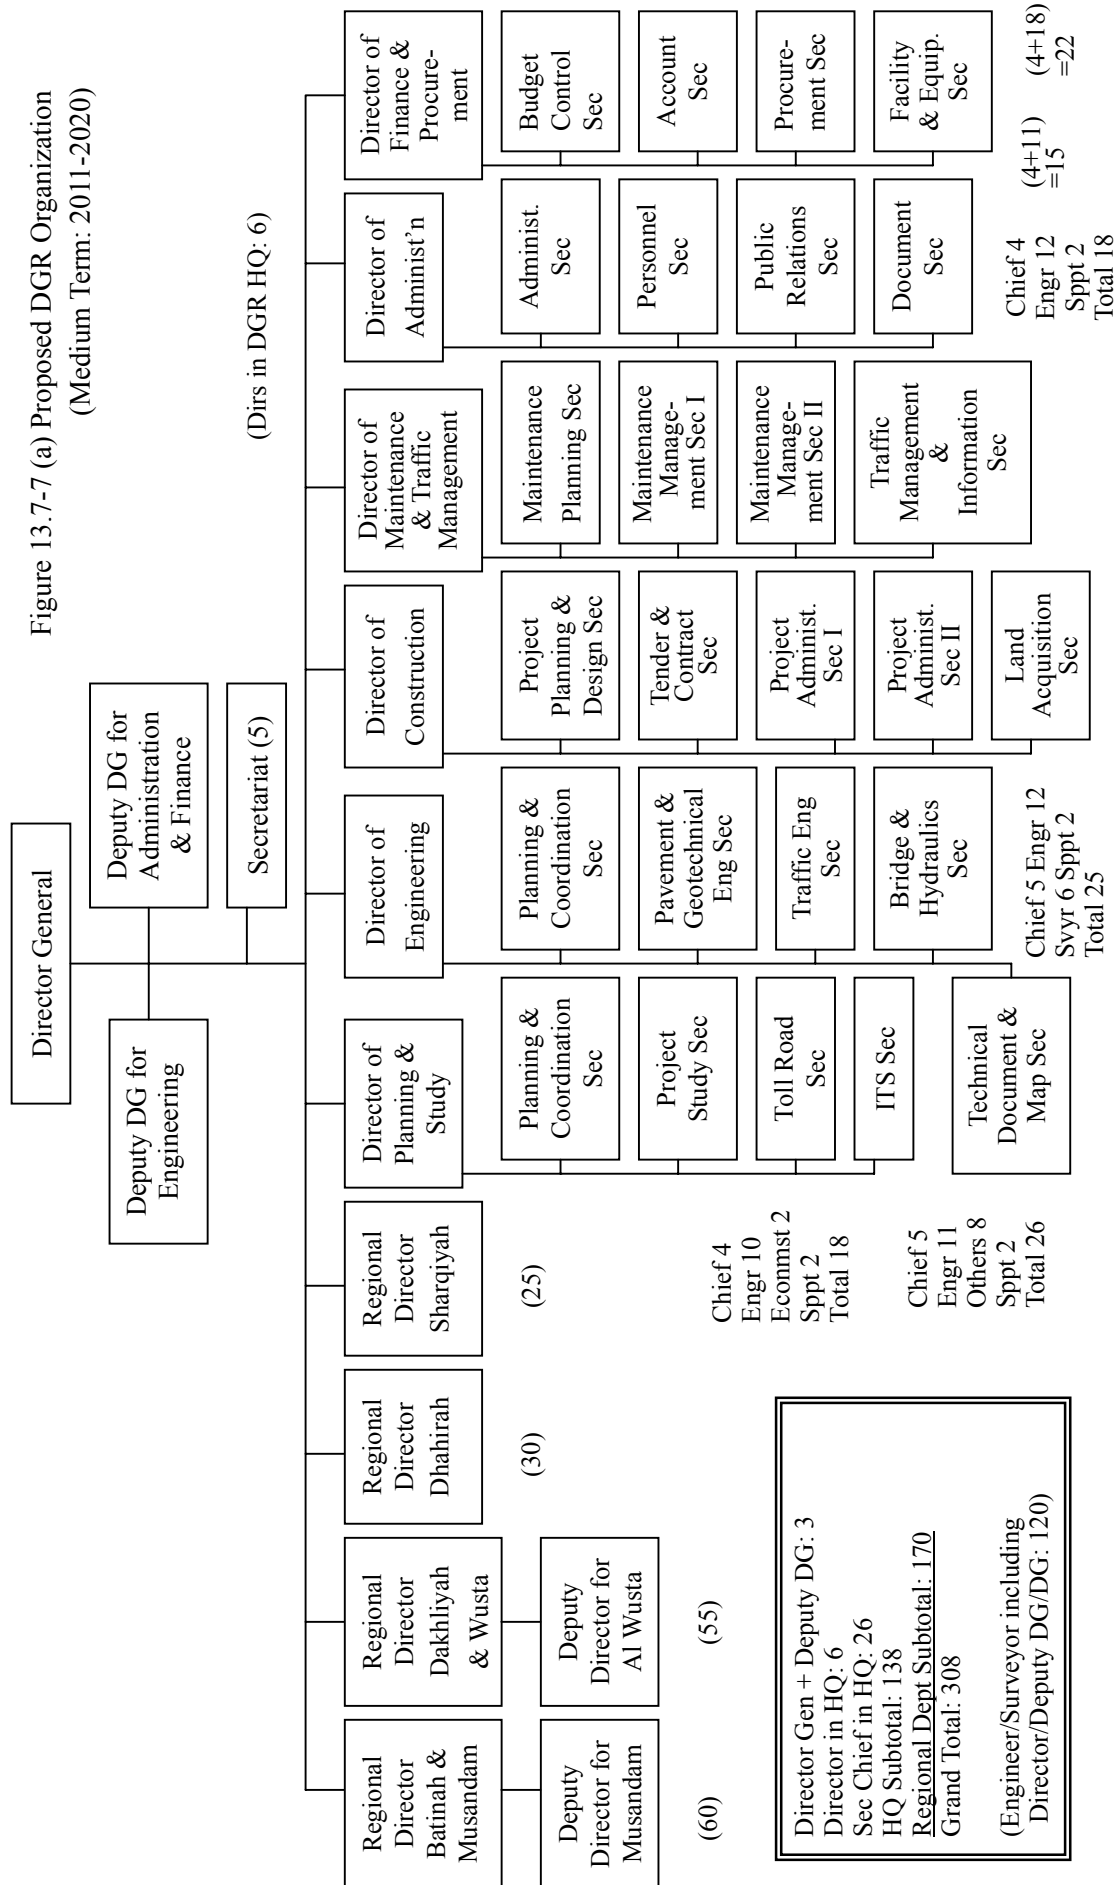 Figure 13.7-7 (a) Proposed DGR Organization
(Medium Term: 2011-2020)
Director General
Deputy DG for
Engineering
Deputy DG for
Administration
& Finance
Secretariat (5)
(Dirs in DGR HQ: 6)
Regional
Director
Batinah &
Musandam
Deputy
Director for
Musandam
(60)
Regional
Director
Dakhliyah
& Wusta
Deputy
Director for
Al Wusta
(55)
Regional
Director
Dhahirah
(30)
Regional
Director
Sharqiyah
(25)
Director of
Planning &
Study
Planning &
Coordination
Sec
Project
Study Sec
Toll Road
Sec
ITS Sec
Chief 4
Engr 10
Econmst 2
Sppt 2
Total 18
Director of
Engineering
Planning &
Coordination
Sec
Pavement &
Geotechnical
Eng Sec
Traffic Eng
Sec
Bridge &
Hydraulics
Sec
Technical
Document &
Map Sec
Chief 5
Engr 11
Others 8
Sppt 2
Total 26
Director of
Construction
Project
Planning &
Design Sec
Tender &
Contract
Sec
Project
Administ.
Sec I
Project
Administ.
Sec II
Land
Acquisition
Sec
Chief 5 Engr 12
Svyr 6 Sppt 2
Total 25
Director of
Maintenance
& Traffic
Management
Maintenance
Planning Sec
Maintenance
Manage-
ment Sec I
Maintenance
Manage-
ment Sec II
Traffic
Management
&
Information
Sec
Chief 4
Engr 12
Sppt 2
Total 18
Director of
Administ'n
Administ.
Sec
Personnel
Sec
Public
Relations
Sec
Document
Sec
(4+11)
=15
Director of
Finance &
Procure-
ment
Budget
Control
Sec
Account
Sec
Procure-
ment Sec
Facility
& Equip.
Sec
(4+18)
=22
Director Gen + Deputy DG: 3
Director in HQ: 6
Sec Chief in HQ: 26
HQ Subtotal: 138
Regional Dept Subtotal: 170
Grand Total: 308
(Engineer/Surveyor including
Director/Deputy DG/DG: 120)